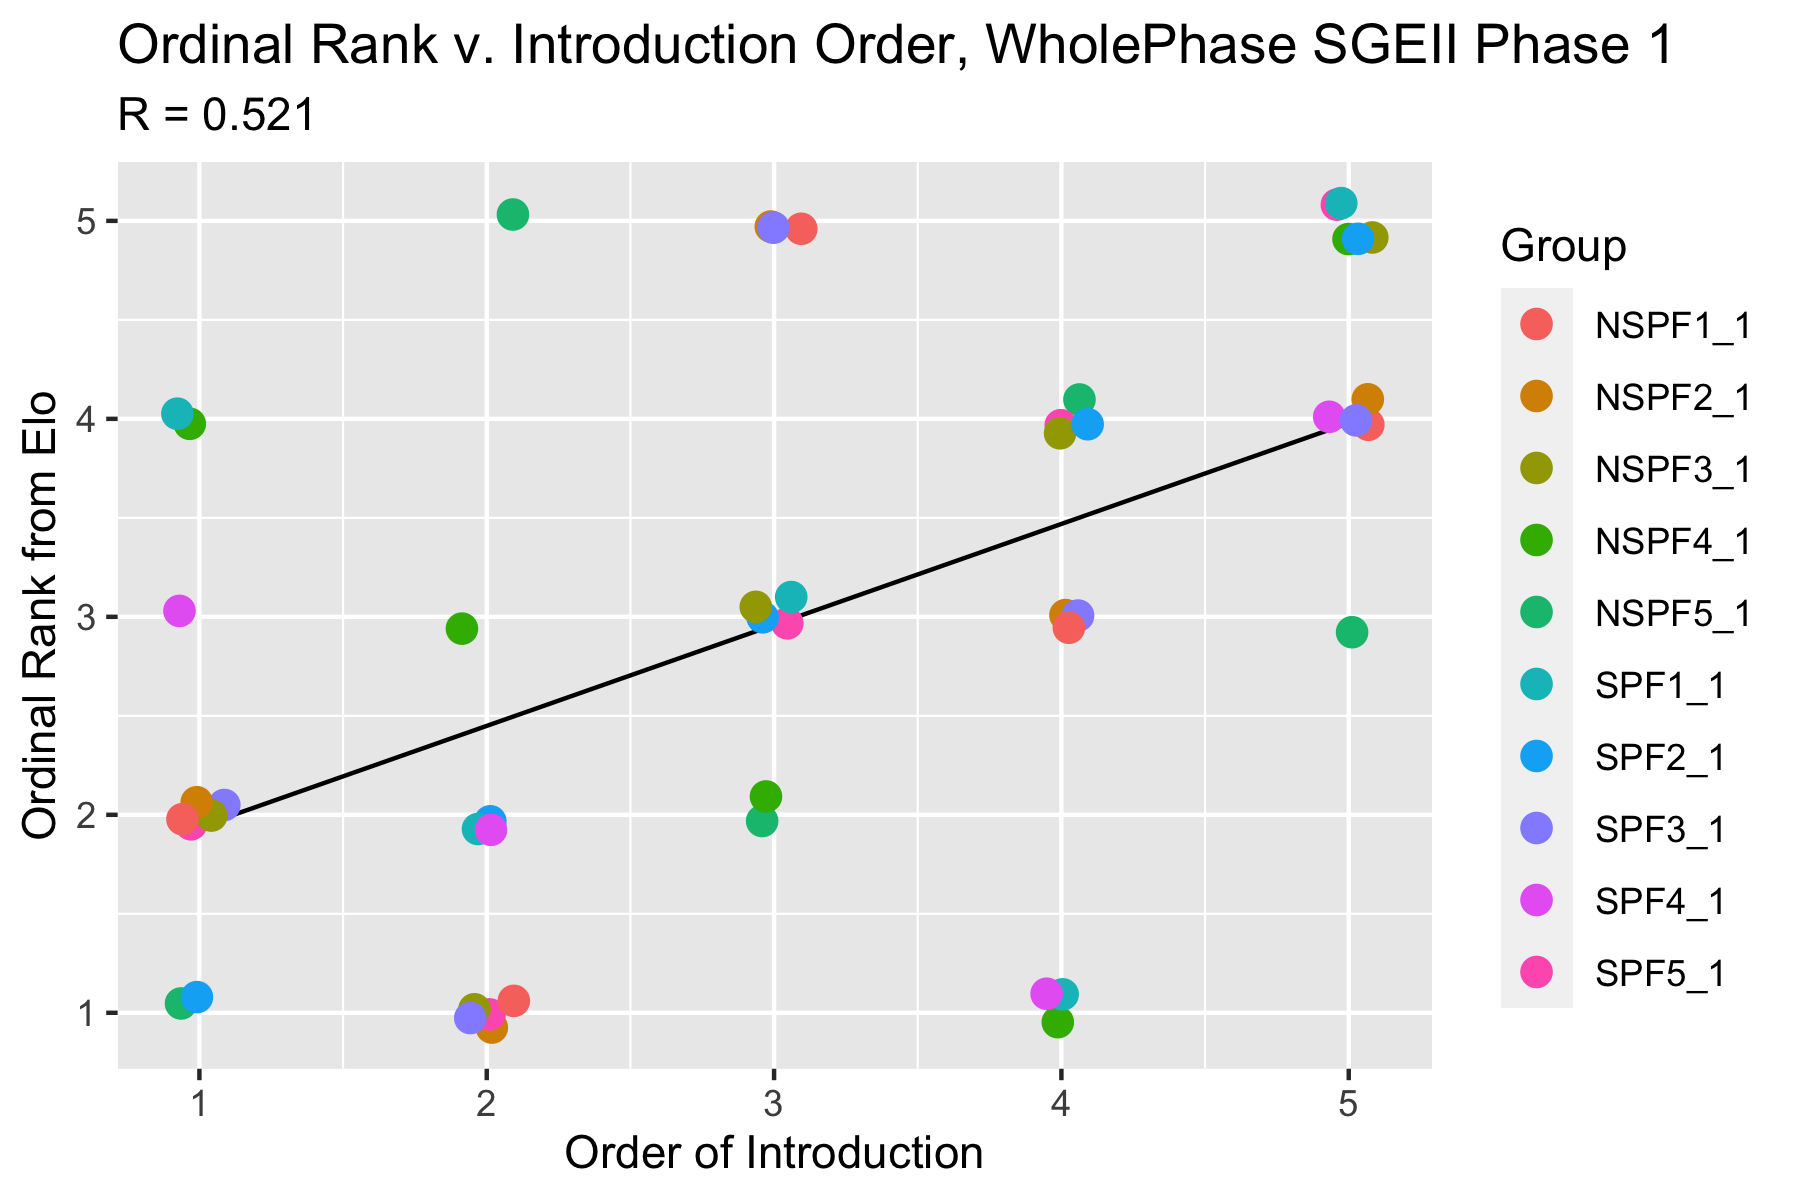 Ordinal Rank v. Introduction Order, WholePhase SGEII Phase 1
R = 0.521
Ordinal Rank from Elo
5
4
3
2
1
1 2 3 4 5
Order of Introduction
Group
NSPF1_1
NSPF2_1
NSPF3_1
NSPF4_1
NSPF5_1
SPF1_1
SPF2_1
SPF3_1
SPF4_1
SPF5_1